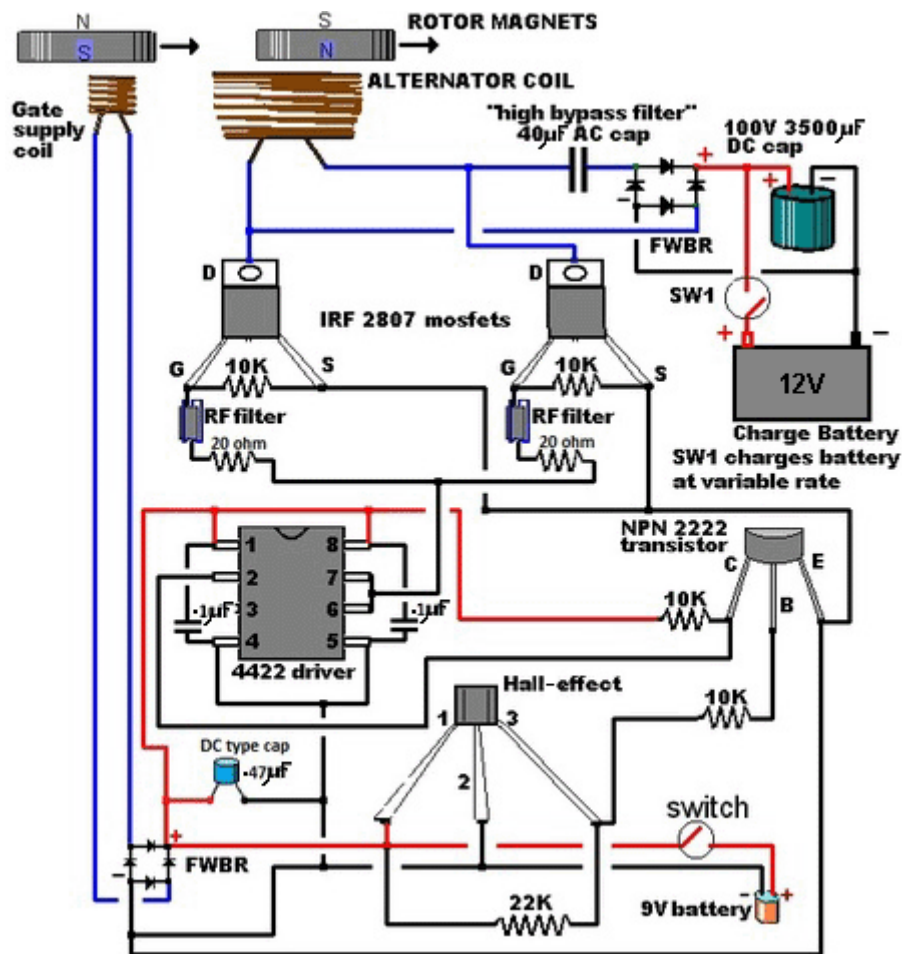 N
S
S
N
ROTOR MAGNETS
ALTERNATOR COIL
Gate
supply
coil
"high bypass filter"
40µF AC cap
100V 3500µF
DC cap
+
+
-
-
FWBR
D
D
IRF 2807 mosfets
SW1
+
-
G
10K
S
G
10K
S
12V
RF filter
RF filter
20 ohm
20 ohm
Charge Battery
SW1 charges battery
at variable rate
NPN 2222
transistor
C
E
B
1
8
2
7
3
6
4
5
.1µF
.1µF
4422 driver
10K
Hall-effect
1
3
2
10K
DC type cap
.47µF
switch
+
-
FWBR
22K
-
+
9V battery